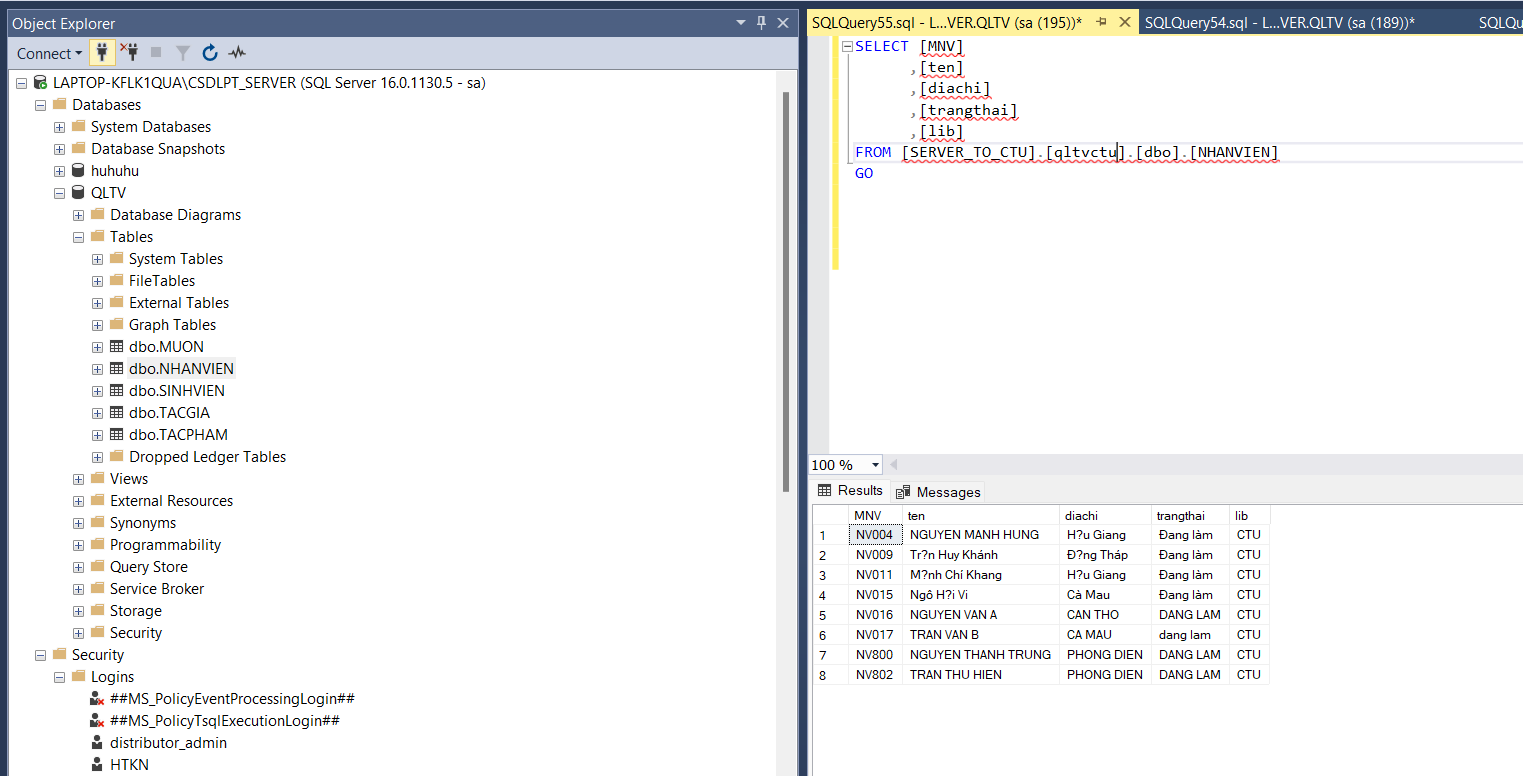 Object Explorer
Connect
LAPTOP-KFLK1QUA\CSDLPT_SERVER (SQL Server 16.0.1130.5 - sa)
Databases
System Databases
Database Snapshots
huhuhu
QLTV
Database Diagrams
Tables
System Tables
FileTables
External Tables
Graph Tables
dbo.MUON
dbo.NHANVIEN
dbo.SINHVIEN
dbo.TACGIA
dbo.TACPHAM
Dropped Ledger Tables
Views
External Resources
Synonyms
Programmability
Query Store
Service Broker
Storage
Security
Security
Logins
##MS_PolicyEventProcessingLogin##
##MS_PolicyTsqlExecutionLogin##
distributor_admin
HTKN
SQLQuery55.sql - L...VER.QLTV (sa (195))* SQLQuery54.sql - L...VER.QLTV (sa (189))* SQLQu
SELECT [MNV]
,[ten]
,[diachi]
,[trangthai]
,[lib]
FROM [SERVER_TO_CTU].[qltvctu].[dbo].[NHANVIEN]
GO
100 %
Results Messages
MNV ten diachi trangthai lib
1 NV004 NGUYEN MANH HUNG H?u Giang Đang làm CTU
2 NV009 Tr?n Huy Khánh Đ?ng Tháp Đang làm CTU
3 NV011 M?nh Chí Khang H?u Giang Đang làm CTU
4 NV015 Ngô H?i Vi Cà Mau Đang làm CTU
5 NV016 NGUYEN VAN A CAN THO DANG LAM CTU
6 NV017 TRAN VAN B CA MAU dang lam CTU
7 NV800 NGUYEN THANH TRUNG PHONG DIEN DANG LAM CTU
8 NV802 TRAN THU HIEN PHONG DIEN DANG LAM CTU